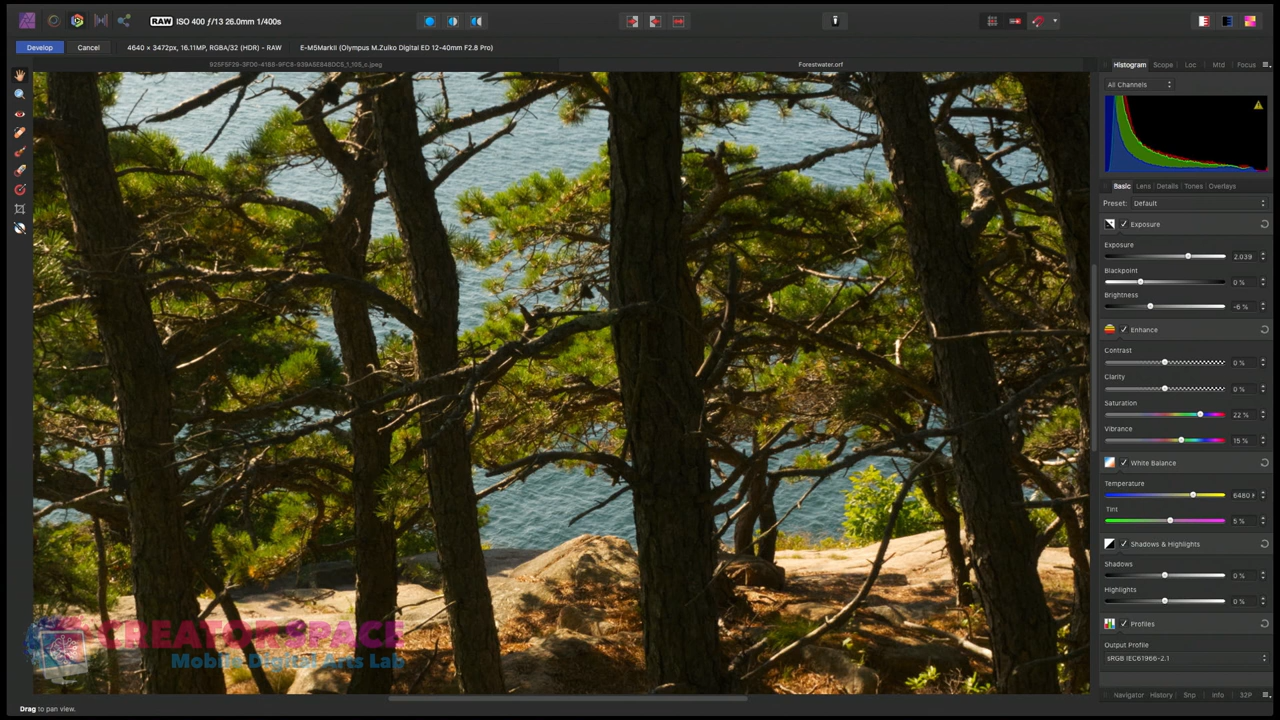 RAW ISO 400 ƒ/13 26.0mm 1/400s
Develop Cancel 4640 × 3472px, 16.11MP, RGBA/32 (HDR) - RAW E-M5MarkII (Olympus M.Zuiko Digital ED 12-40mm F2.8 Pro)
Forestwater.orf
Histogram Scope Loc Mtd Focus
All Channels
Basic Lens Details Tones Overlays
Preset: Default
Exposure
Exposure
2.039
Blackpoint
0 %
Brightness
-6 %
Enhance
Contrast
0 %
Clarity
0 %
Saturation
22 %
Vibrance
15 %
White Balance
Temperature
6480
Tint
5 %
Shadows & Highlights
Shadows
0 %
Highlights
0 %
Profiles
Output Profile
sRGB IEC61966-2.1
CREATORSPACE
Mobile Digital Arts Lab
Navigator History Snp Info 32P
Drag to pan view.